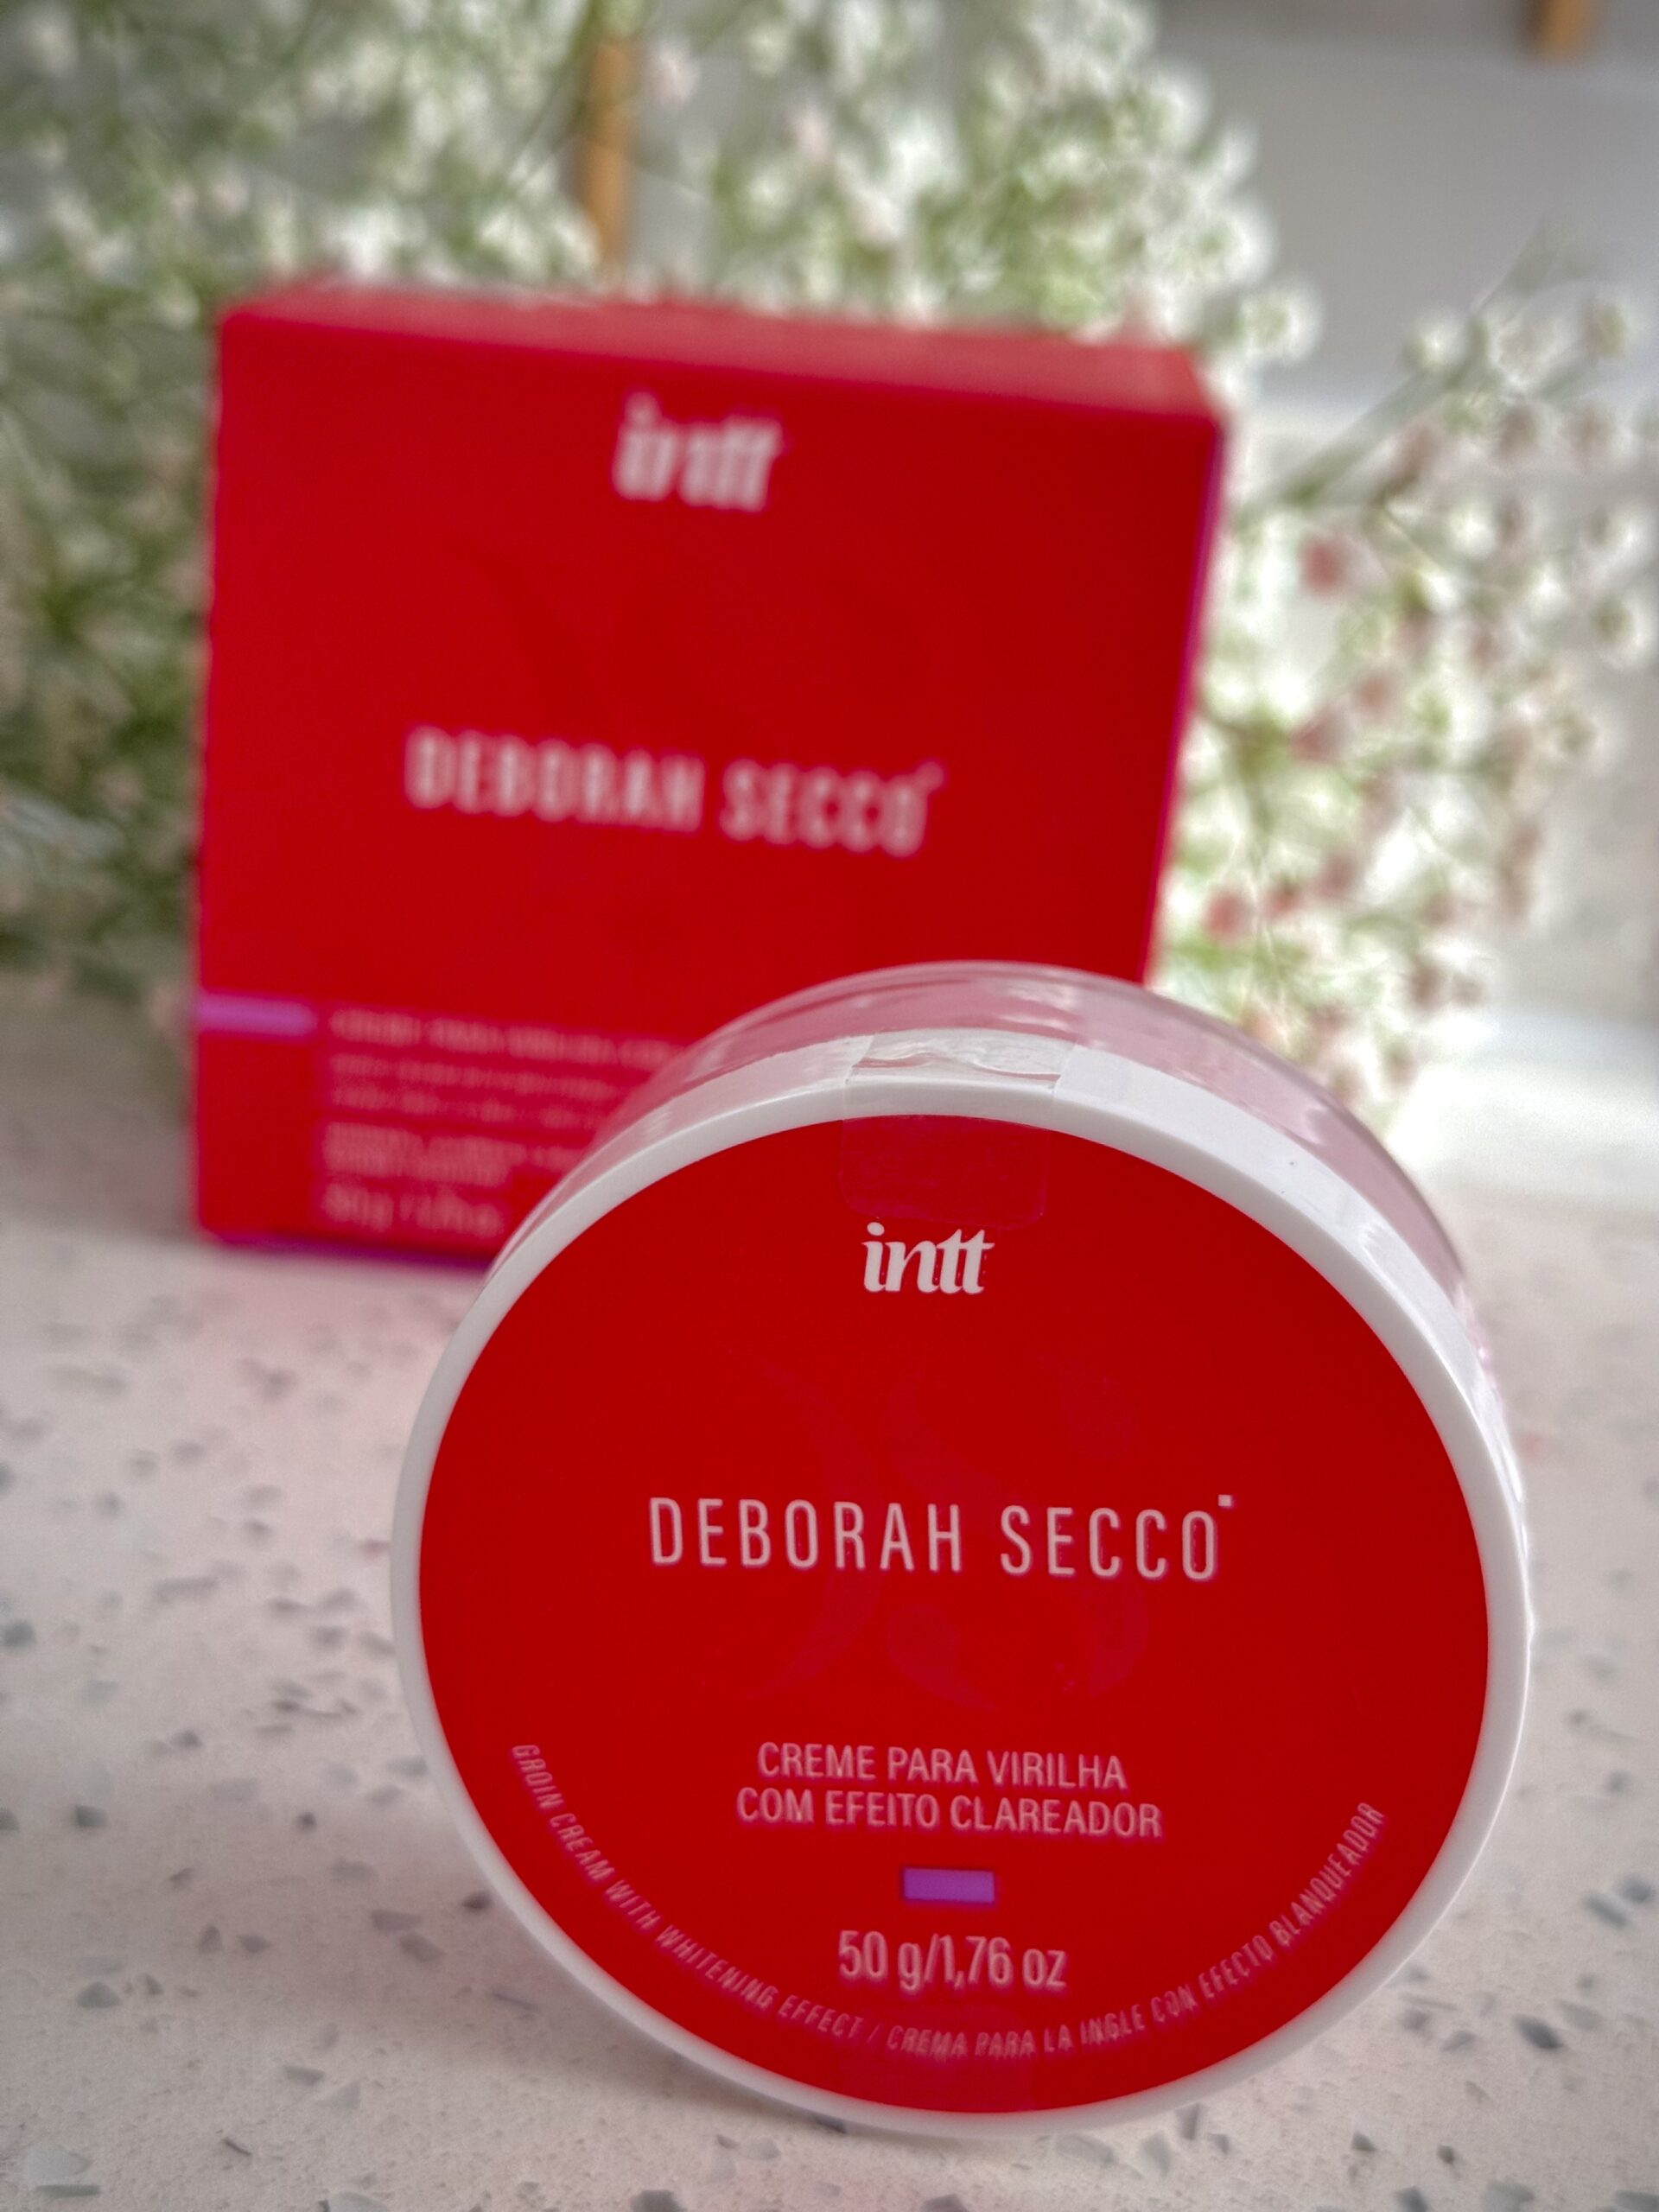 intt
DEBORAH SECCO
intt
DEBORAH SECCO
CREME PARA VIRILHA
COM EFEITO CLAREADOR
50 g/1,76 oz
GROIN CREAM WITH WHITENING EFFECT / CREMA PARA LA INGLE CON EFECTO BLANQUEADOR